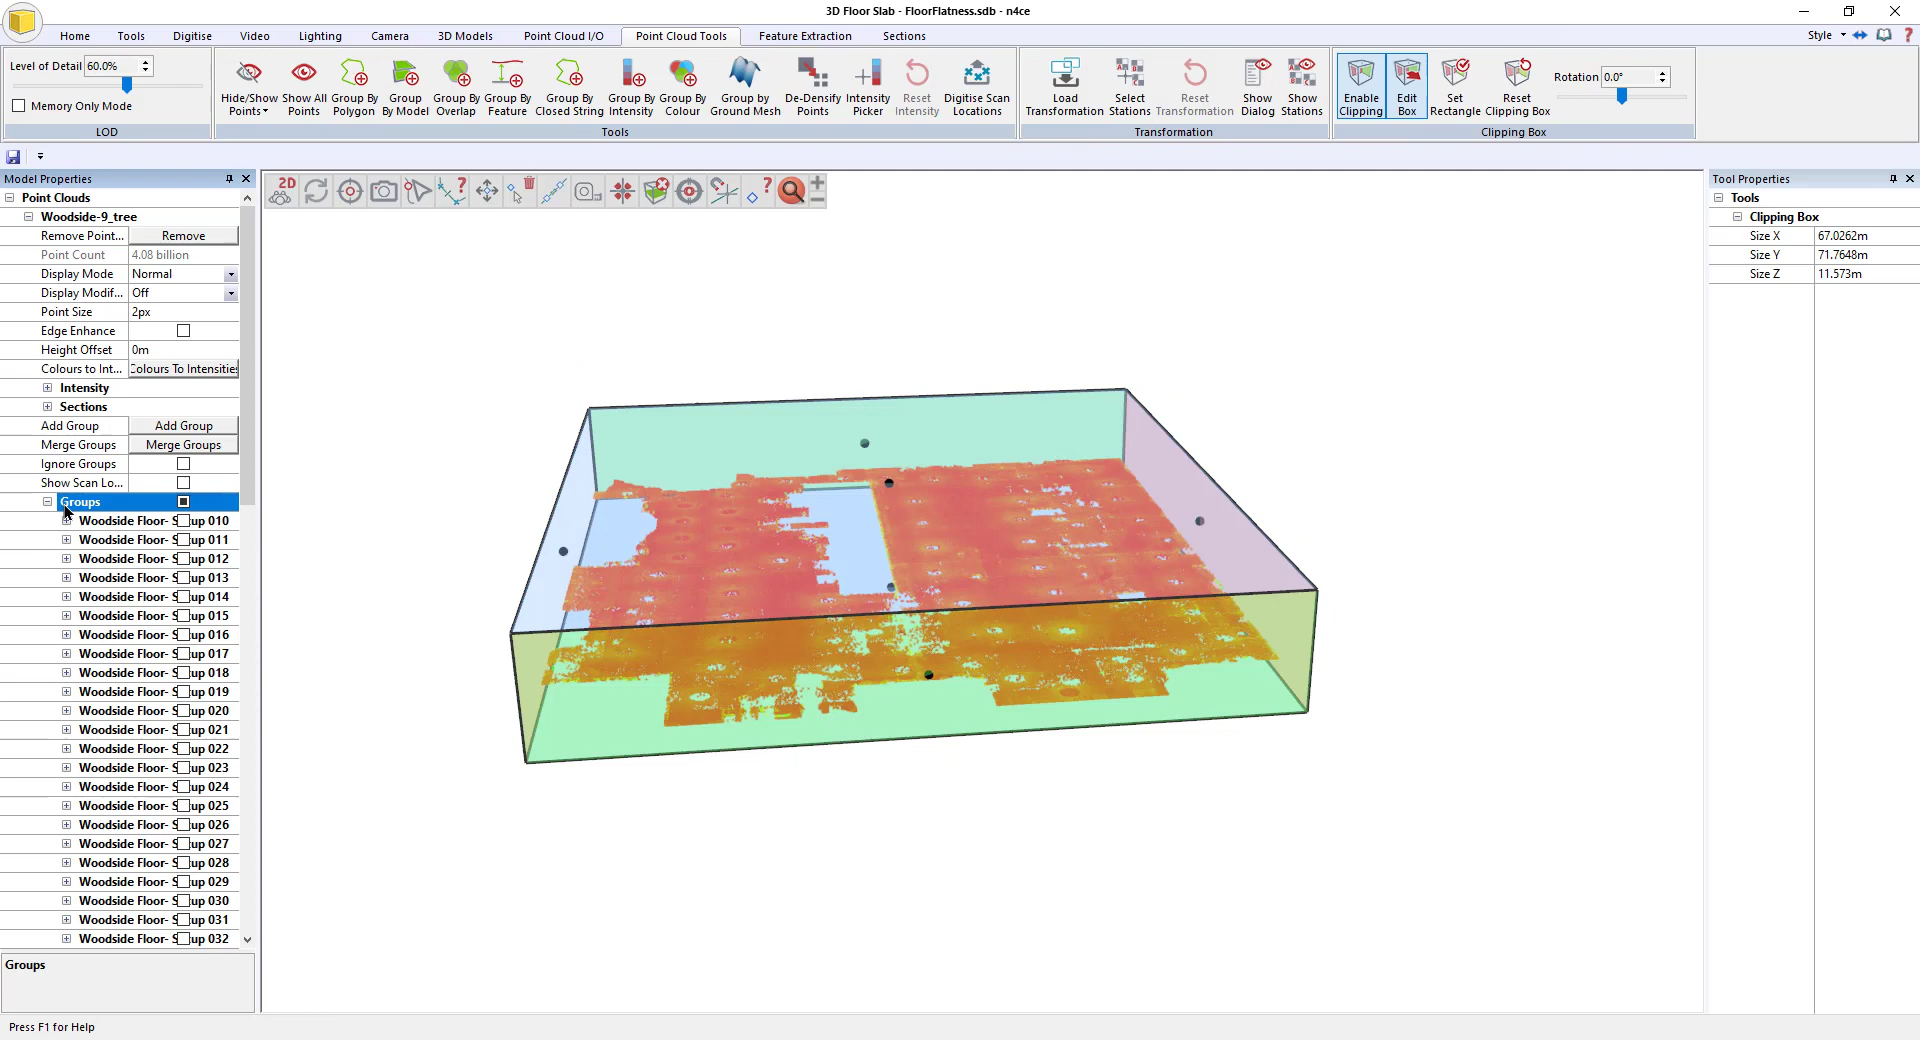 3D Floor Slab - FloorFlatness.sdb - n4ce
Home Tools Digitise Video Lighting Camera 3D Models Point Cloud I/O Point Cloud Tools Feature Extraction Sections Style
Level of Detail 60.0%
Memory Only Mode
LOD
Hide/Show Points
Show All Points
Group By Polygon
Group By Model
Group By Overlap
Group By Feature
Group By Closed String
Group By Intensity
Group By Colour
Group by Ground Mesh
De-Densify Points
Intensity Picker
Reset Intensity
Digitise Scan Locations
Tools
Load Transformation
Select Stations
Reset Transformation
Show Dialog
Show Stations
Transformation
Enable Clipping
Edit Box
Set Rectangle
Reset Clipping Box
Rotation 0.0°
Clipping Box
Model Properties
Point Clouds
Woodside-9_tree
Remove Point... Remove
Point Count 4.08 billion
Display Mode Normal
Display Modif... Off
Point Size 2px
Edge Enhance
Height Offset 0m
Colours to Int... Colours To Intensities
Intensity
Sections
Add Group Add Group
Merge Groups Merge Groups
Ignore Groups
Show Scan Lo...
Groups
Woodside Floor- S up 010
Woodside Floor- S up 011
Woodside Floor- S up 012
Woodside Floor- S up 013
Woodside Floor- S up 014
Woodside Floor- S up 015
Woodside Floor- S up 016
Woodside Floor- S up 017
Woodside Floor- S up 018
Woodside Floor- S up 019
Woodside Floor- S up 020
Woodside Floor- S up 021
Woodside Floor- S up 022
Woodside Floor- S up 023
Woodside Floor- S up 024
Woodside Floor- S up 025
Woodside Floor- S up 026
Woodside Floor- S up 027
Woodside Floor- S up 028
Woodside Floor- S up 029
Woodside Floor- S up 030
Woodside Floor- S up 031
Woodside Floor- S up 032
Groups
Press F1 for Help
2D
Tool Properties
Tools
Clipping Box
Size X 67.0262m
Size Y 71.7648m
Size Z 11.573m